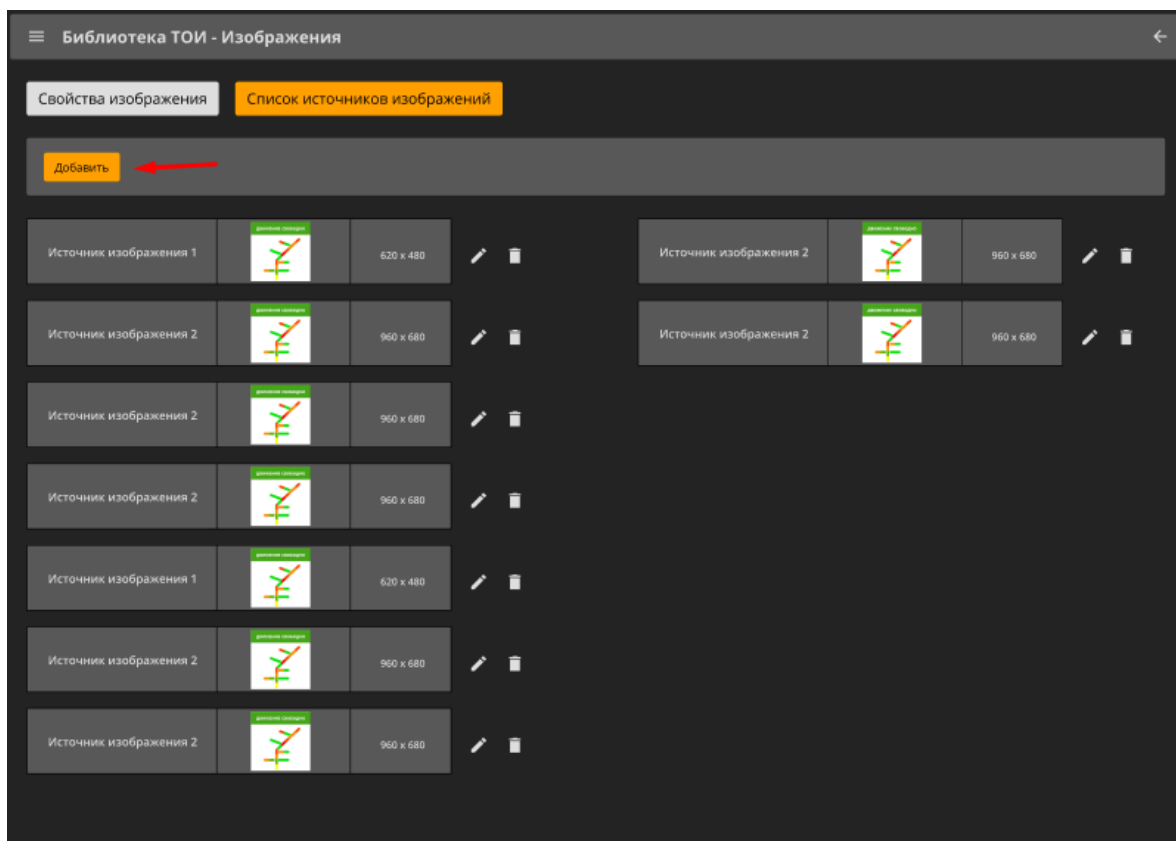 Библиотека ТОИ - Изображения
Свойства изображения
Список источников изображений
Добавить
Источник изображения 1
620 x 480
Источник изображения 2
960 x 680
Источник изображения 2
960 x 680
Источник изображения 2
960 x 680
Источник изображения 1
620 x 480
Источник изображения 2
960 x 680
Источник изображения 2
960 x 680
Источник изображения 2
960 x 680
Источник изображения 2
960 x 680